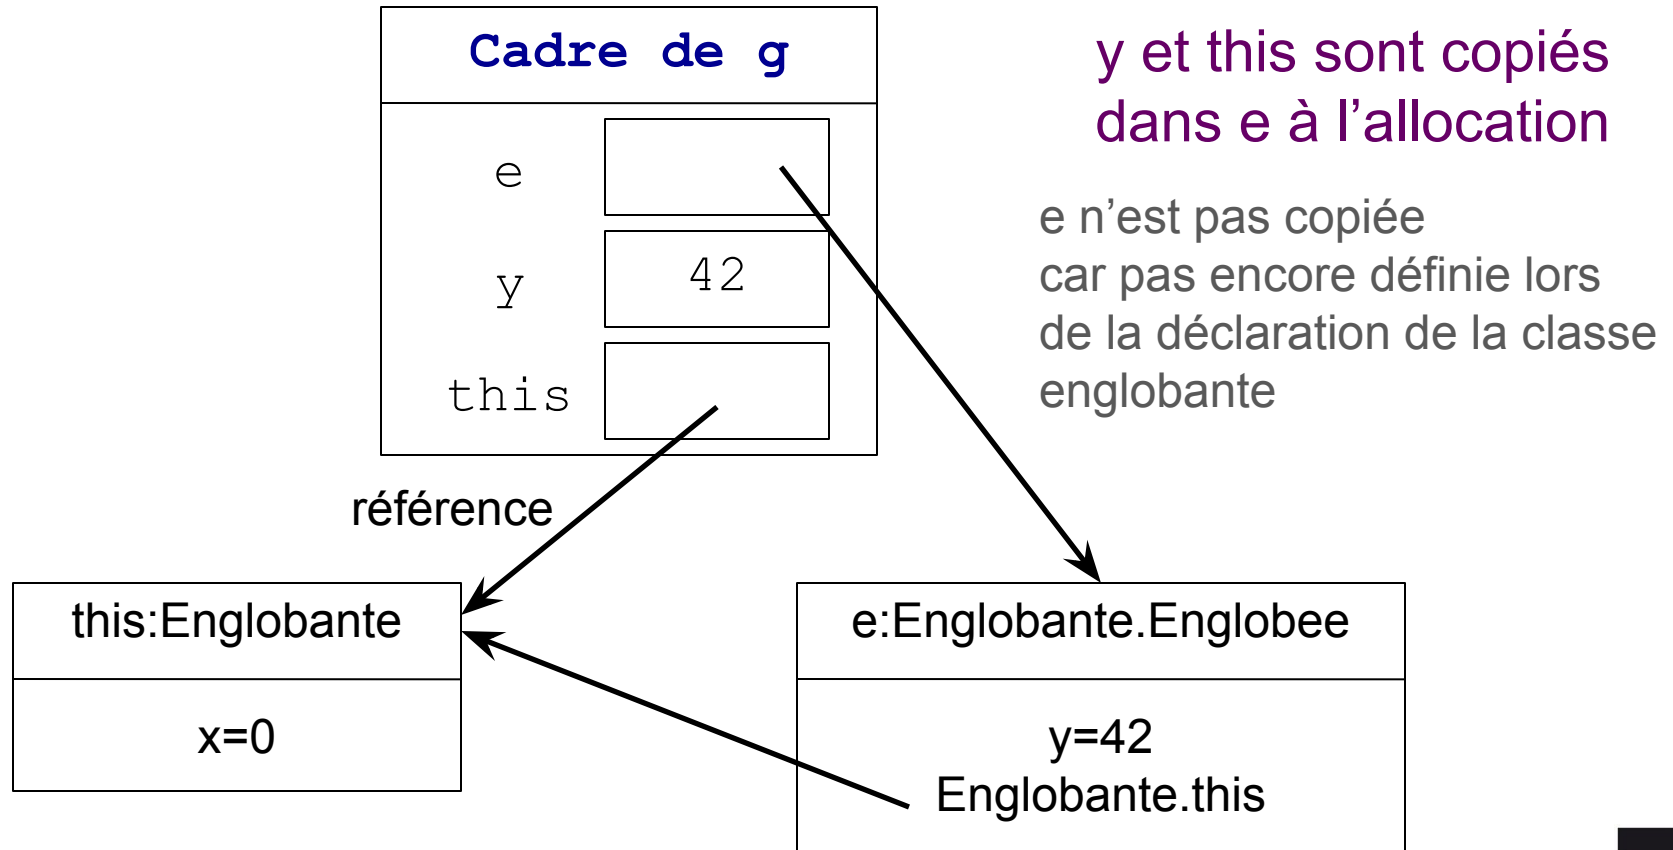 Cadre de g
e
y
42
this
y et this sont copiés
dans e à l’allocation
e n’est pas copiée
car pas encore définie lors
de la déclaration de la classe
englobante
référence
this:Englobante
x=0
e:Englobante.Englobee
y=42
Englobante.this